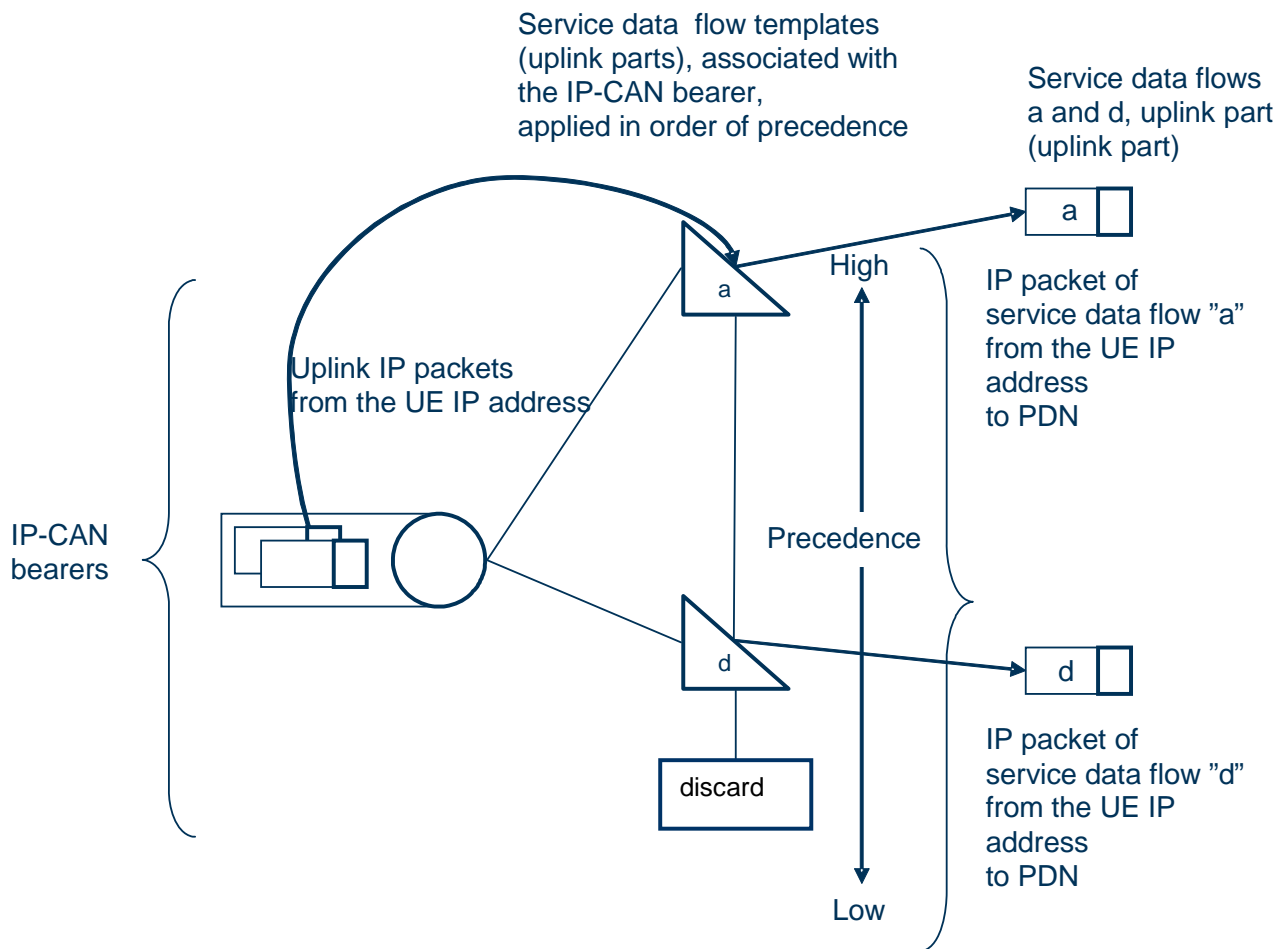 Service data  flow templates
(uplink parts), associated with
the IP-CAN bearer,
applied in order of precedence
Service data flows
a and d, uplink part
(uplink part)
a
a
High
IP packet of
service data flow ”a”
from the UE IP
address
to PDN
Uplink IP packets
from the UE IP address
IP-CAN
bearers
Precedence
d
d
discard
IP packet of
service data flow ”d”
from the UE IP
address
to PDN
Low